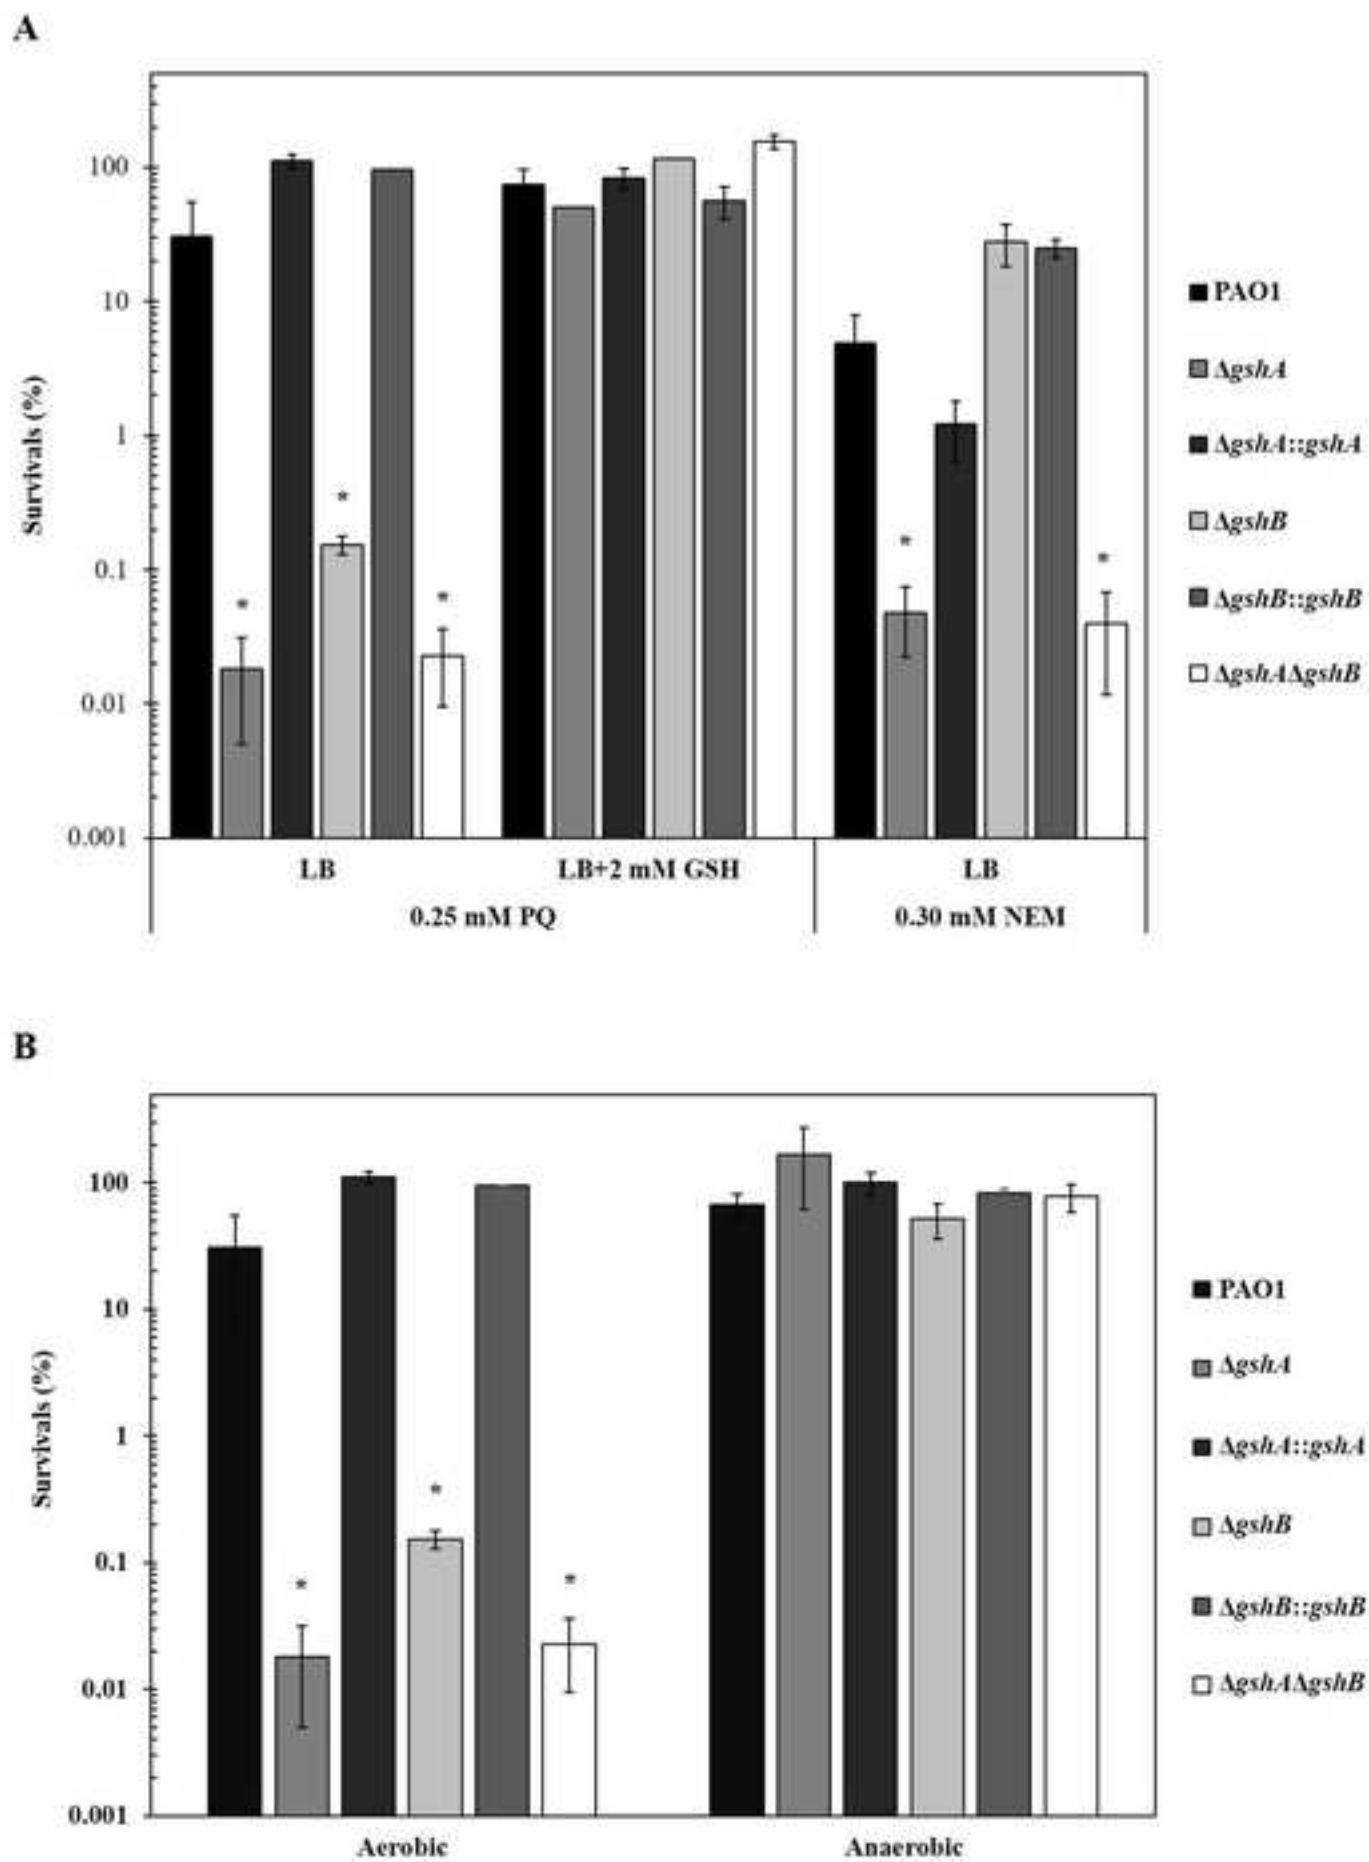 A
Survivals (%)
100
10
1
0.1
0.01
0.001
*
*
*
*
*
LB
LB+2 mM GSH
LB
0.25 mM PQ
0.30 mM NEM
PAO1
ΔgshA
ΔgshA::gshA
ΔgshB
ΔgshB::gshB
ΔgshAΔgshB
B
Survivals (%)
100
10
1
0.1
0.01
0.001
*
*
*
Aerobic
Anaerobic
PAO1
ΔgshA
ΔgshA::gshA
ΔgshB
ΔgshB::gshB
ΔgshAΔgshB